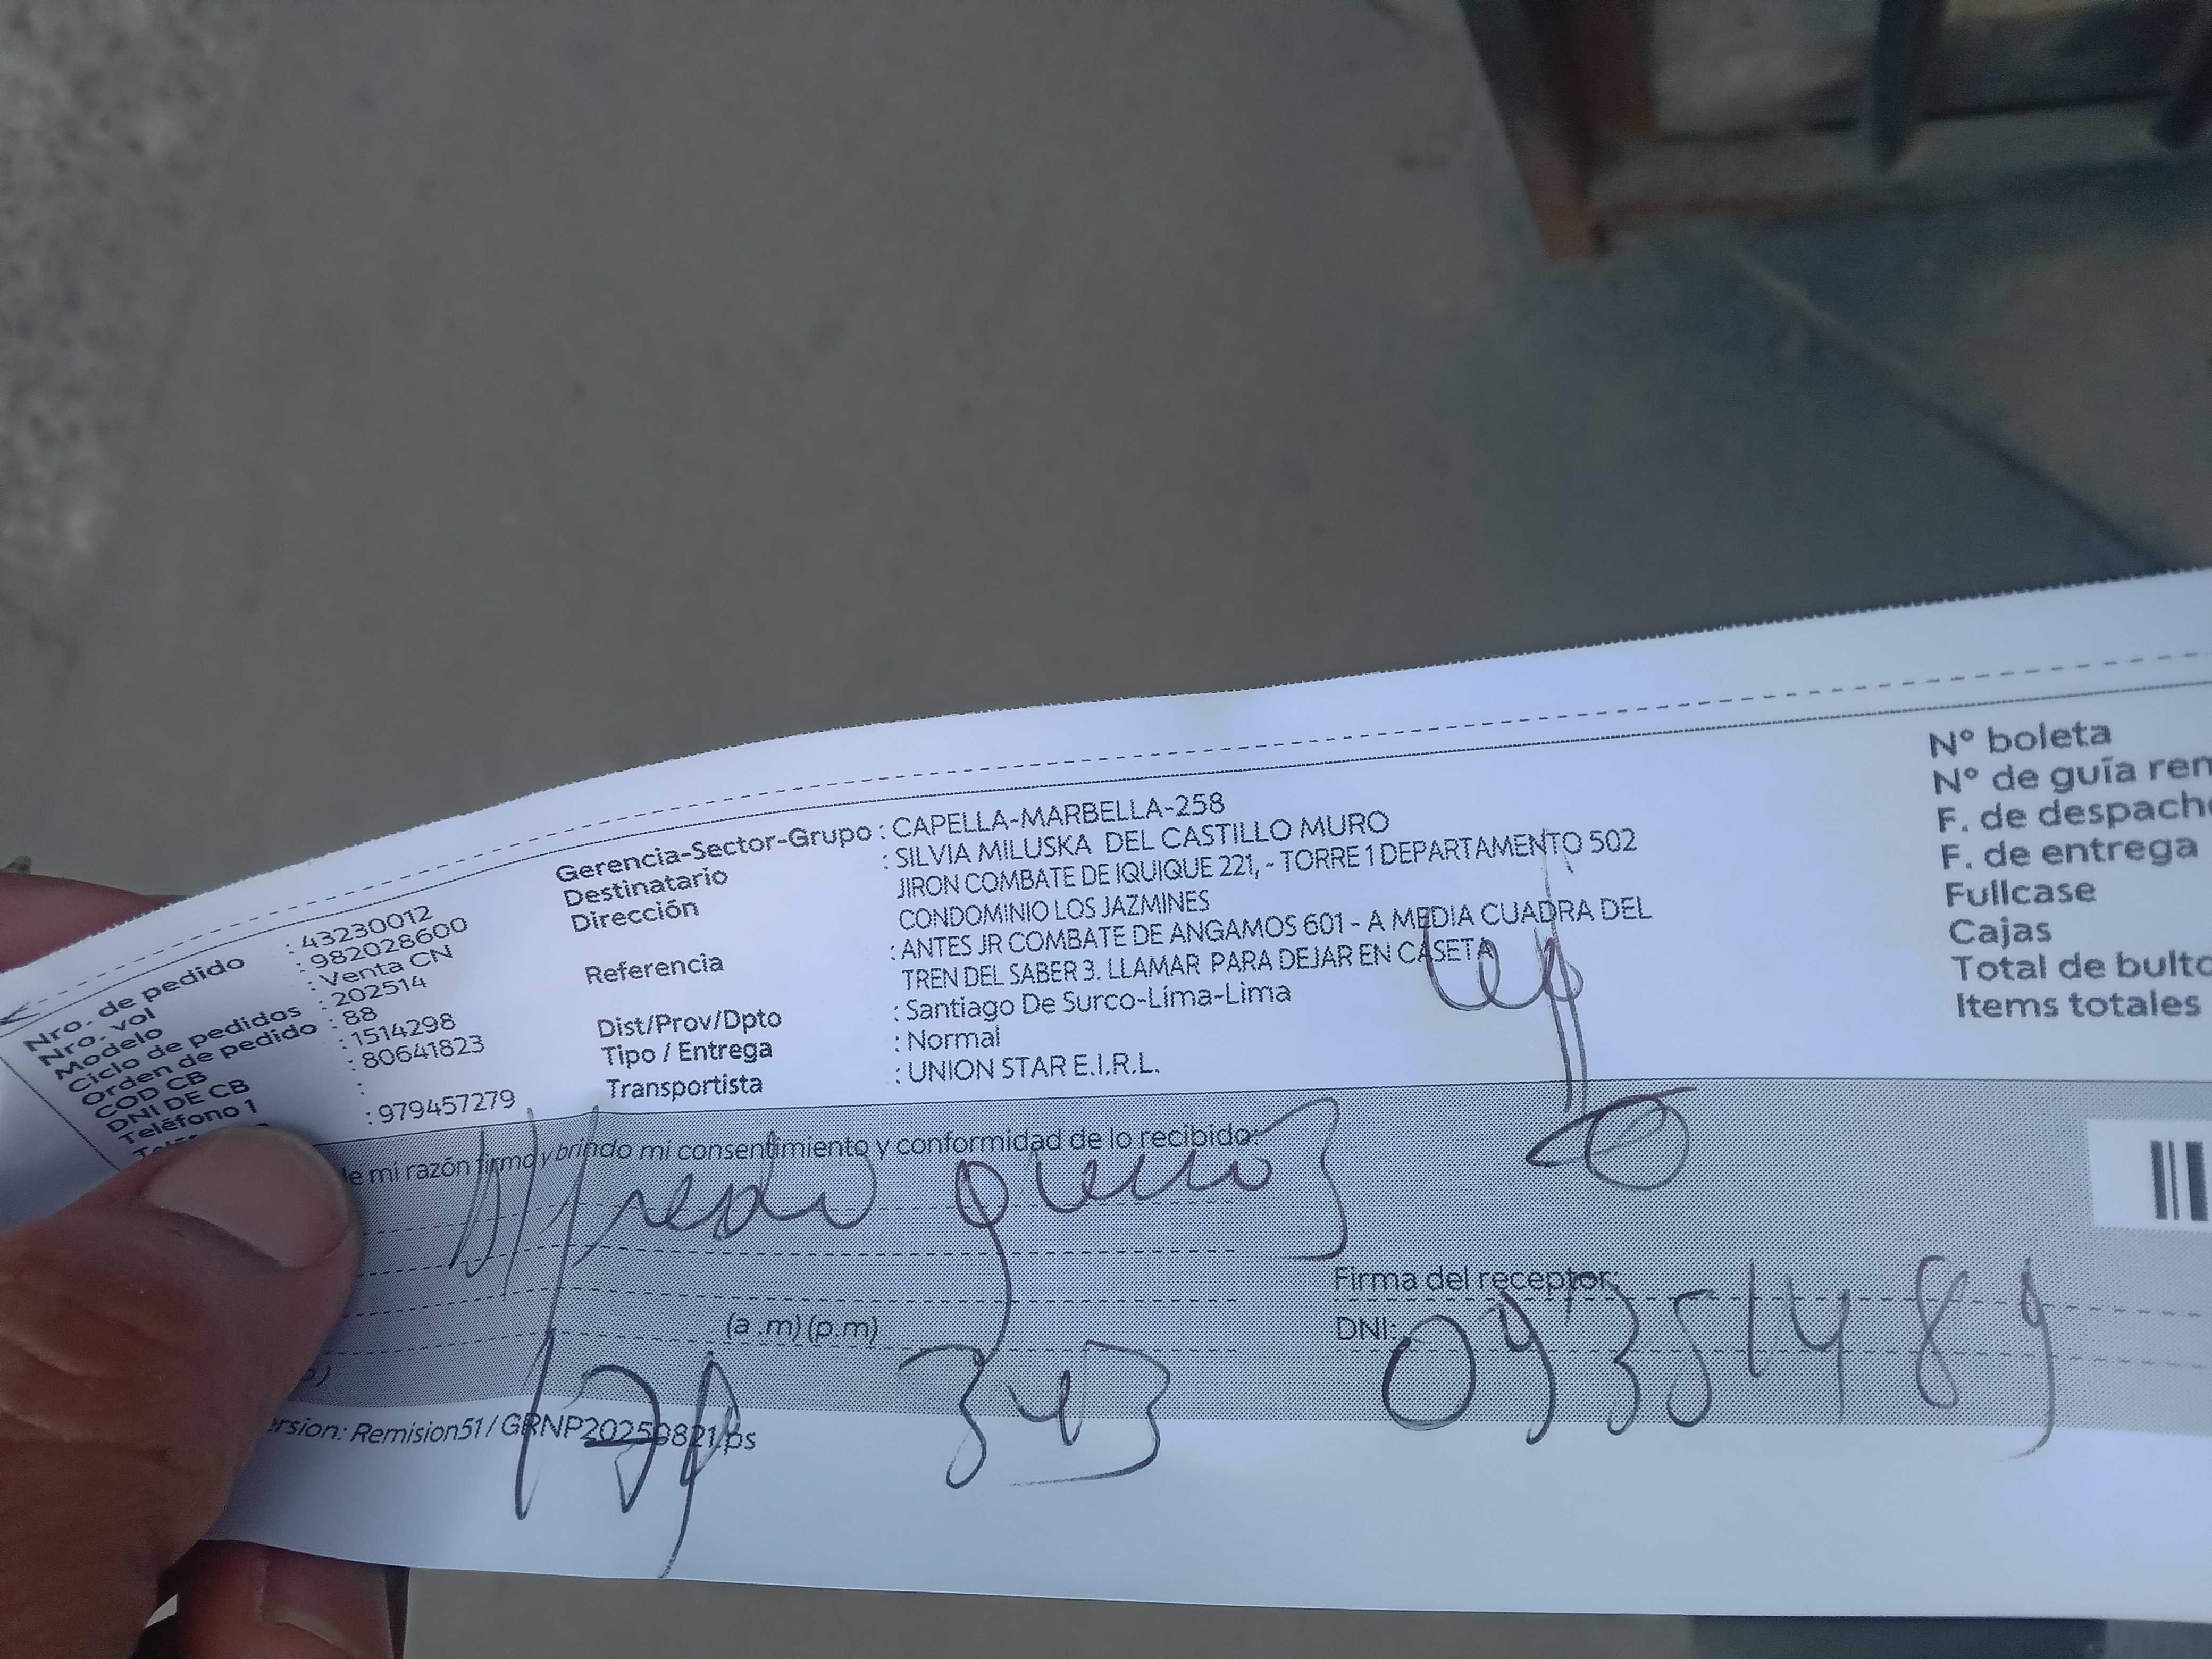 Nro. de pedido : 43230012
Nro. vol : 982028600
Modelo : Venta CN
Ciclo de pedidos : 202514
Orden de pedido : 88
COD CB : 1514298
DNI DE CB : 80641823
Teléfono 1 :
: 979457279
Gerencia-Sector-Grupo : CAPELLA-MARBELLA-258
Destinatario : SILVIA MILUSKA DEL CASTILLO MURO
Dirección JIRON COMBATE DE IQUIQUE 221, - TORRE 1 DEPARTAMENTO 502
CONDOMINIO LOS JAZMINES
Referencia : ANTES JR COMBATE DE ANGAMOS 601 - A MEDIA CUADRA DEL
TREN DEL SABER 3. LLAMAR PARA DEJAR EN CASETA
Dist/Prov/Dpto : Santiago De Surco-Lima-Lima
Tipo / Entrega : Normal
Transportista : UNION STAR E.I.R.L.
N° boleta
N° de guía rem
F. de despacho
F. de entrega
Fullcase
Cajas
Total de bulto
Items totales
de mi razón firmo y brindo mi consentimiento y conformidad de lo recibido:
Alfredo
Firma del receptor:
(a .m) (p.m)
DNI: 09351489
343
ersion: Remision51 / GRNP20250821.ps